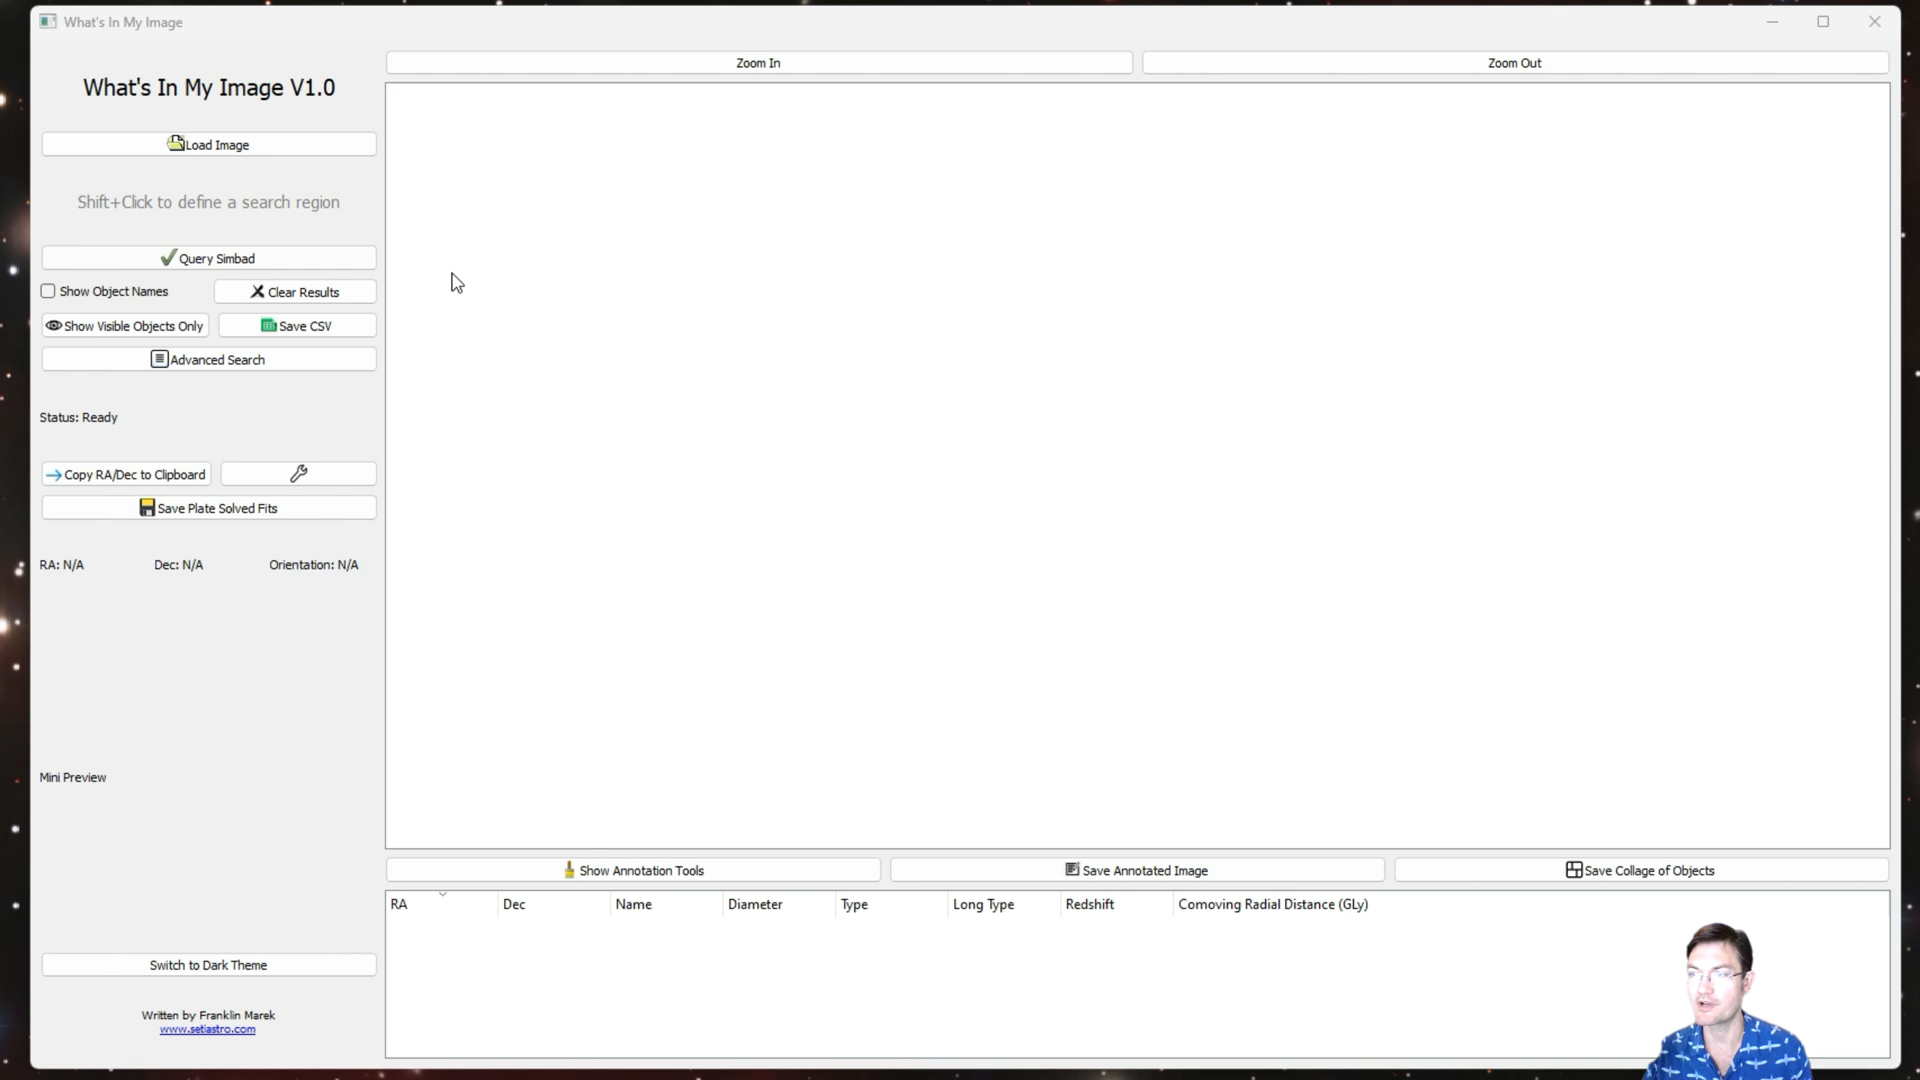 What's In My Image
Zoom In
Zoom Out
What's In My Image V1.0
Load Image
Shift+Click to define a search region
Query Simbad
Show Object Names
Clear Results
Show Visible Objects Only
Save CSV
Advanced Search
Status: Ready
Copy RA/Dec to Clipboard
Save Plate Solved Fits
RA: N/A
Dec: N/A
Orientation: N/A
Mini Preview
Show Annotation Tools
Save Annotated Image
Save Collage of Objects
RA
Dec
Name
Diameter
Type
Long Type
Redshift
Comoving Radial Distance (GLy)
Switch to Dark Theme
Written by Franklin Marek
www.setiastro.com